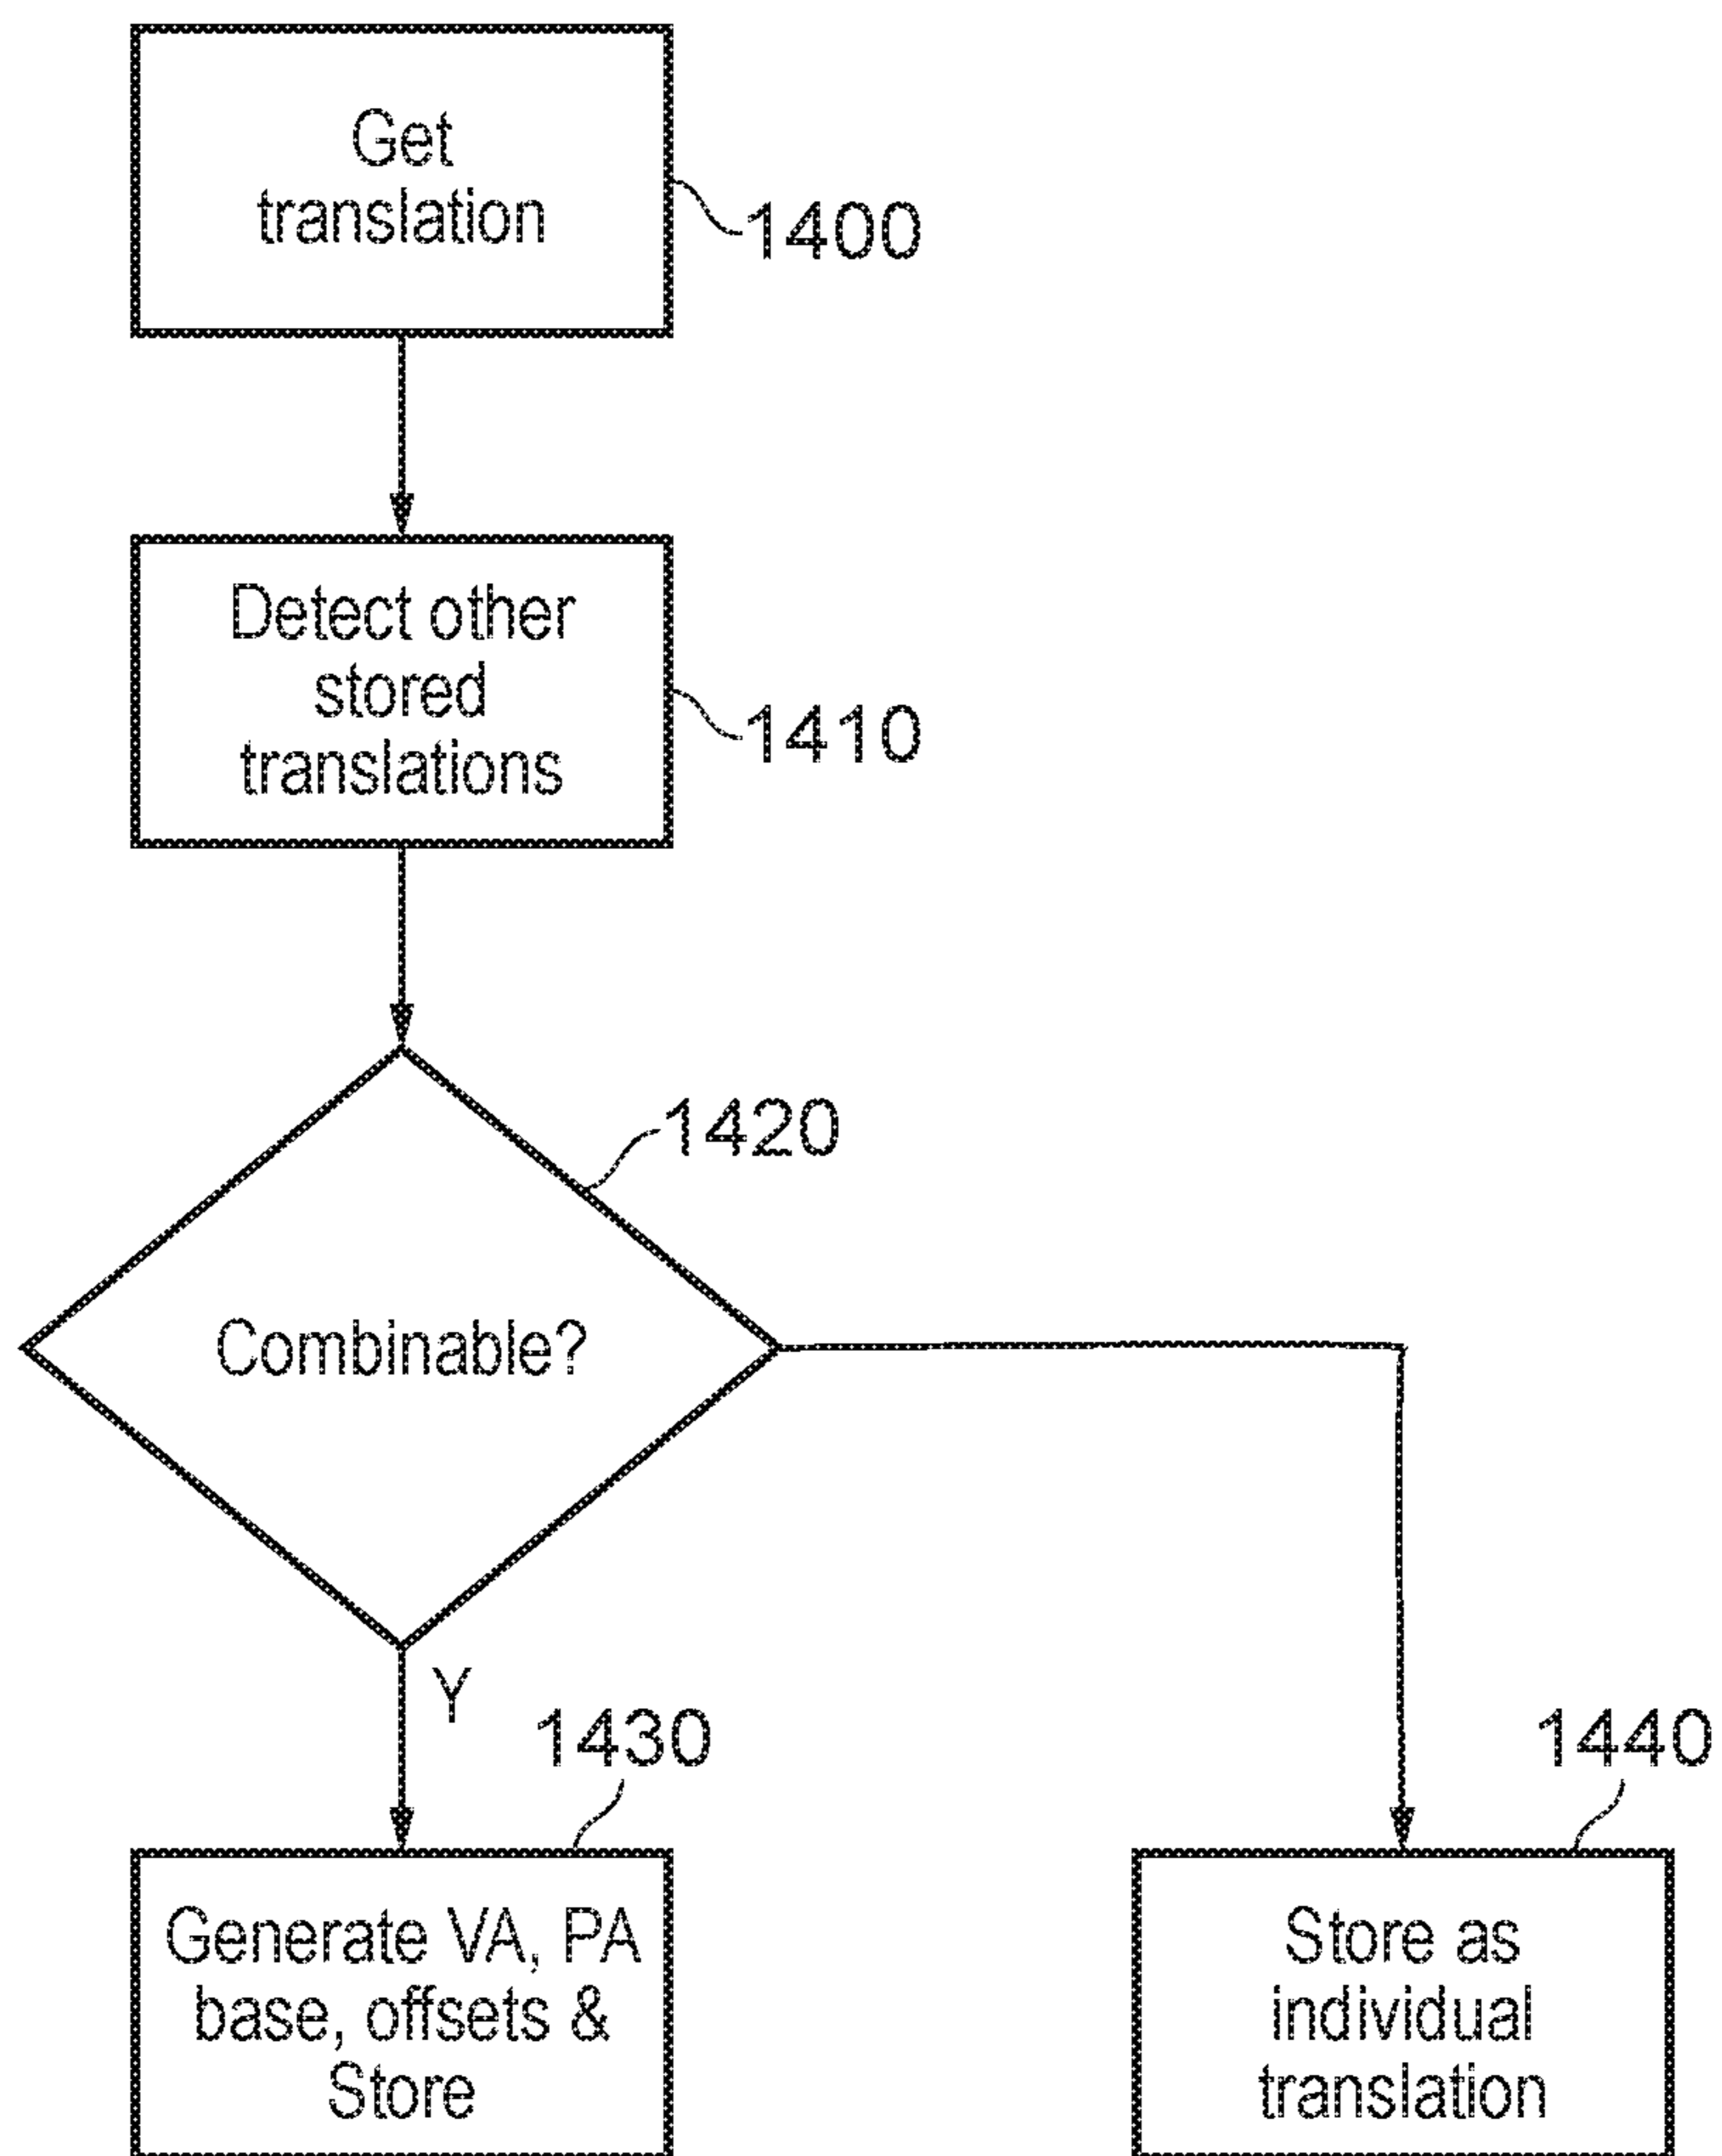 Get
translation
1400
Detect other
stored
translations
1410
1420
Combinable?
Y
1430
1440
Generate VA, PA
base, offsets &
Store
Store as
individual
translation